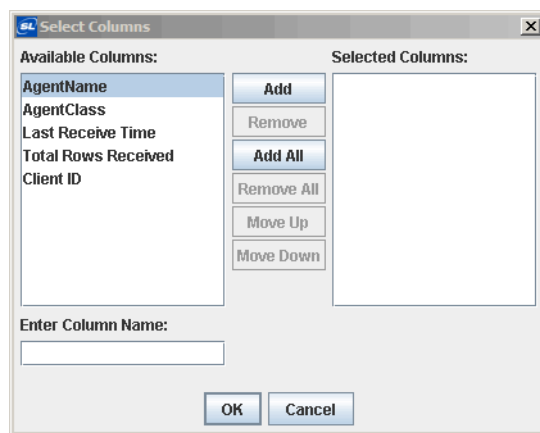 SL Select Columns
Available Columns:
Selected Columns:
AgentName
AgentClass
Last Receive Time
Total Rows Received
Client ID
Add
Remove
Add All
Remove All
Move Up
Move Down
Enter Column Name:
OK
Cancel